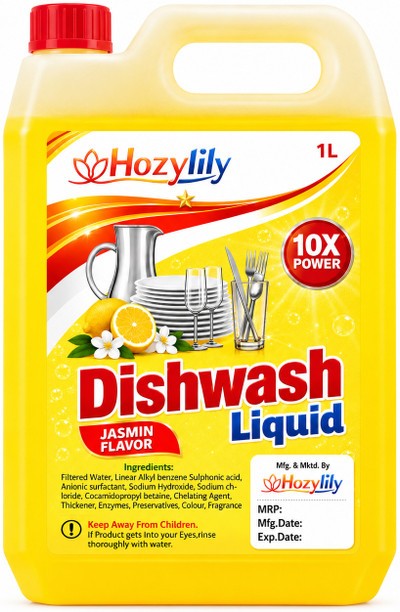 Hozylily
1L
10X
POWER
Dishwash
Liquid
JASMIN
FLAVOR
Ingredients:
Filtered Water, Linear Alkyl benzene Sulphonic acid,
Anionic surfactant, Sodium Hydroxide, Sodium ch-
loride, Cocamidopropyl betaine, Chelating Agent,
Thickener, Enzymes, Preservatives, Colour, Fragrance
Keep Away From Children.
If Product gets Into your Eyes,rinse
thoroughly with water.
Mfg. & Mktd. By
Hozylily
MRP:
Mfg.Date:
Exp.Date: